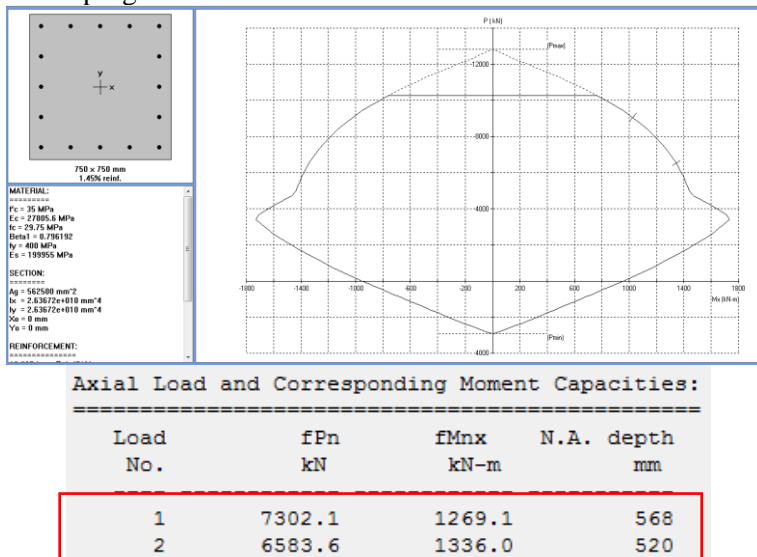 P (kN)
(Pmax)
12000
8000
4000
-1800
-1400
-1000
-600
-200
200
600
1000
1400
1800
Mx (kN-m)
(Pmin)
4000
y
x
750 x 750 mm
1.45% reinf.
MATERIAL:
=========
f'c = 35 MPa
Ec = 27805.6 MPa
fc = 29.75 MPa
Beta1 = 0.796192
fy = 400 MPa
Es = 199955 MPa
SECTION:
========
Ag = 562500 mm^2
Ix = 2.63672e+010 mm^4
Iy = 2.63672e+010 mm^4
Xo = 0 mm
Yo = 0 mm
REINFORCEMENT:
==============
Axial Load and Corresponding Moment Capacities:
===============================================
Load fPn fMnx N.A. depth
No. kN kN-m mm
---- ------------ ------------ -----------
1 7302.1 1269.1 568
2 6583.6 1336.0 520